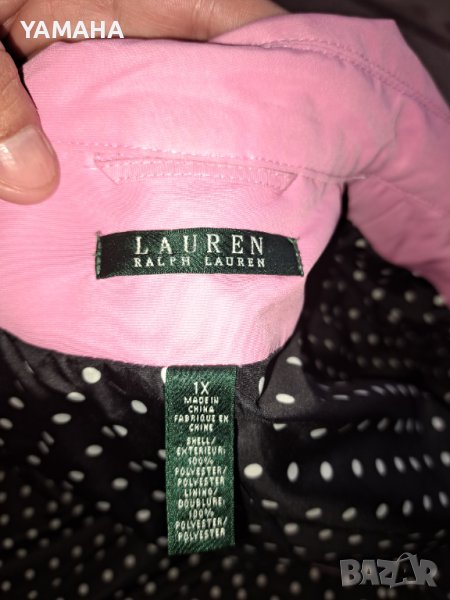 YAMAHA
LAUREN
RALPH LAUREN
1X
MADE IN
CHINA
FABRIQUE EN
CHINE
SHELL/
EXTERIEUR:
100%
POLYESTER/
POLYESTER
LINING/
DOUBLURE:
100%
POLYESTER/
POLYESTER
BAZAR